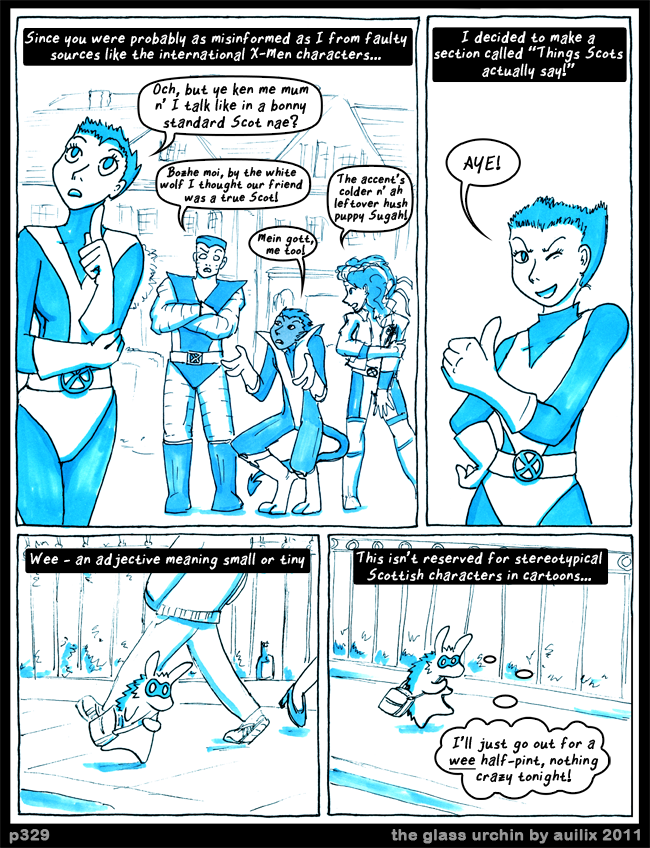 Since you were probably as misinformed as I from faulty
sources like the international X-Men characters...
Och, but ye ken me mum
n' I talk like in a bonny
standard Scot nae?
Bozhe moi, by the white
wolf I thought our friend
was a true Scot!
Mein gott,
me too!
The accent's
colder n' ah
leftover hush
puppy Sugah!
I decided to make a
section called "Things Scots
actually say!"
AYE!
Wee - an adjective meaning small or tiny
This isn't reserved for stereotypical
Scottish characters in cartoons...
I'll just go out for a
wee half-pint, nothing
crazy tonight!
p329
the glass urchin by auilix 2011